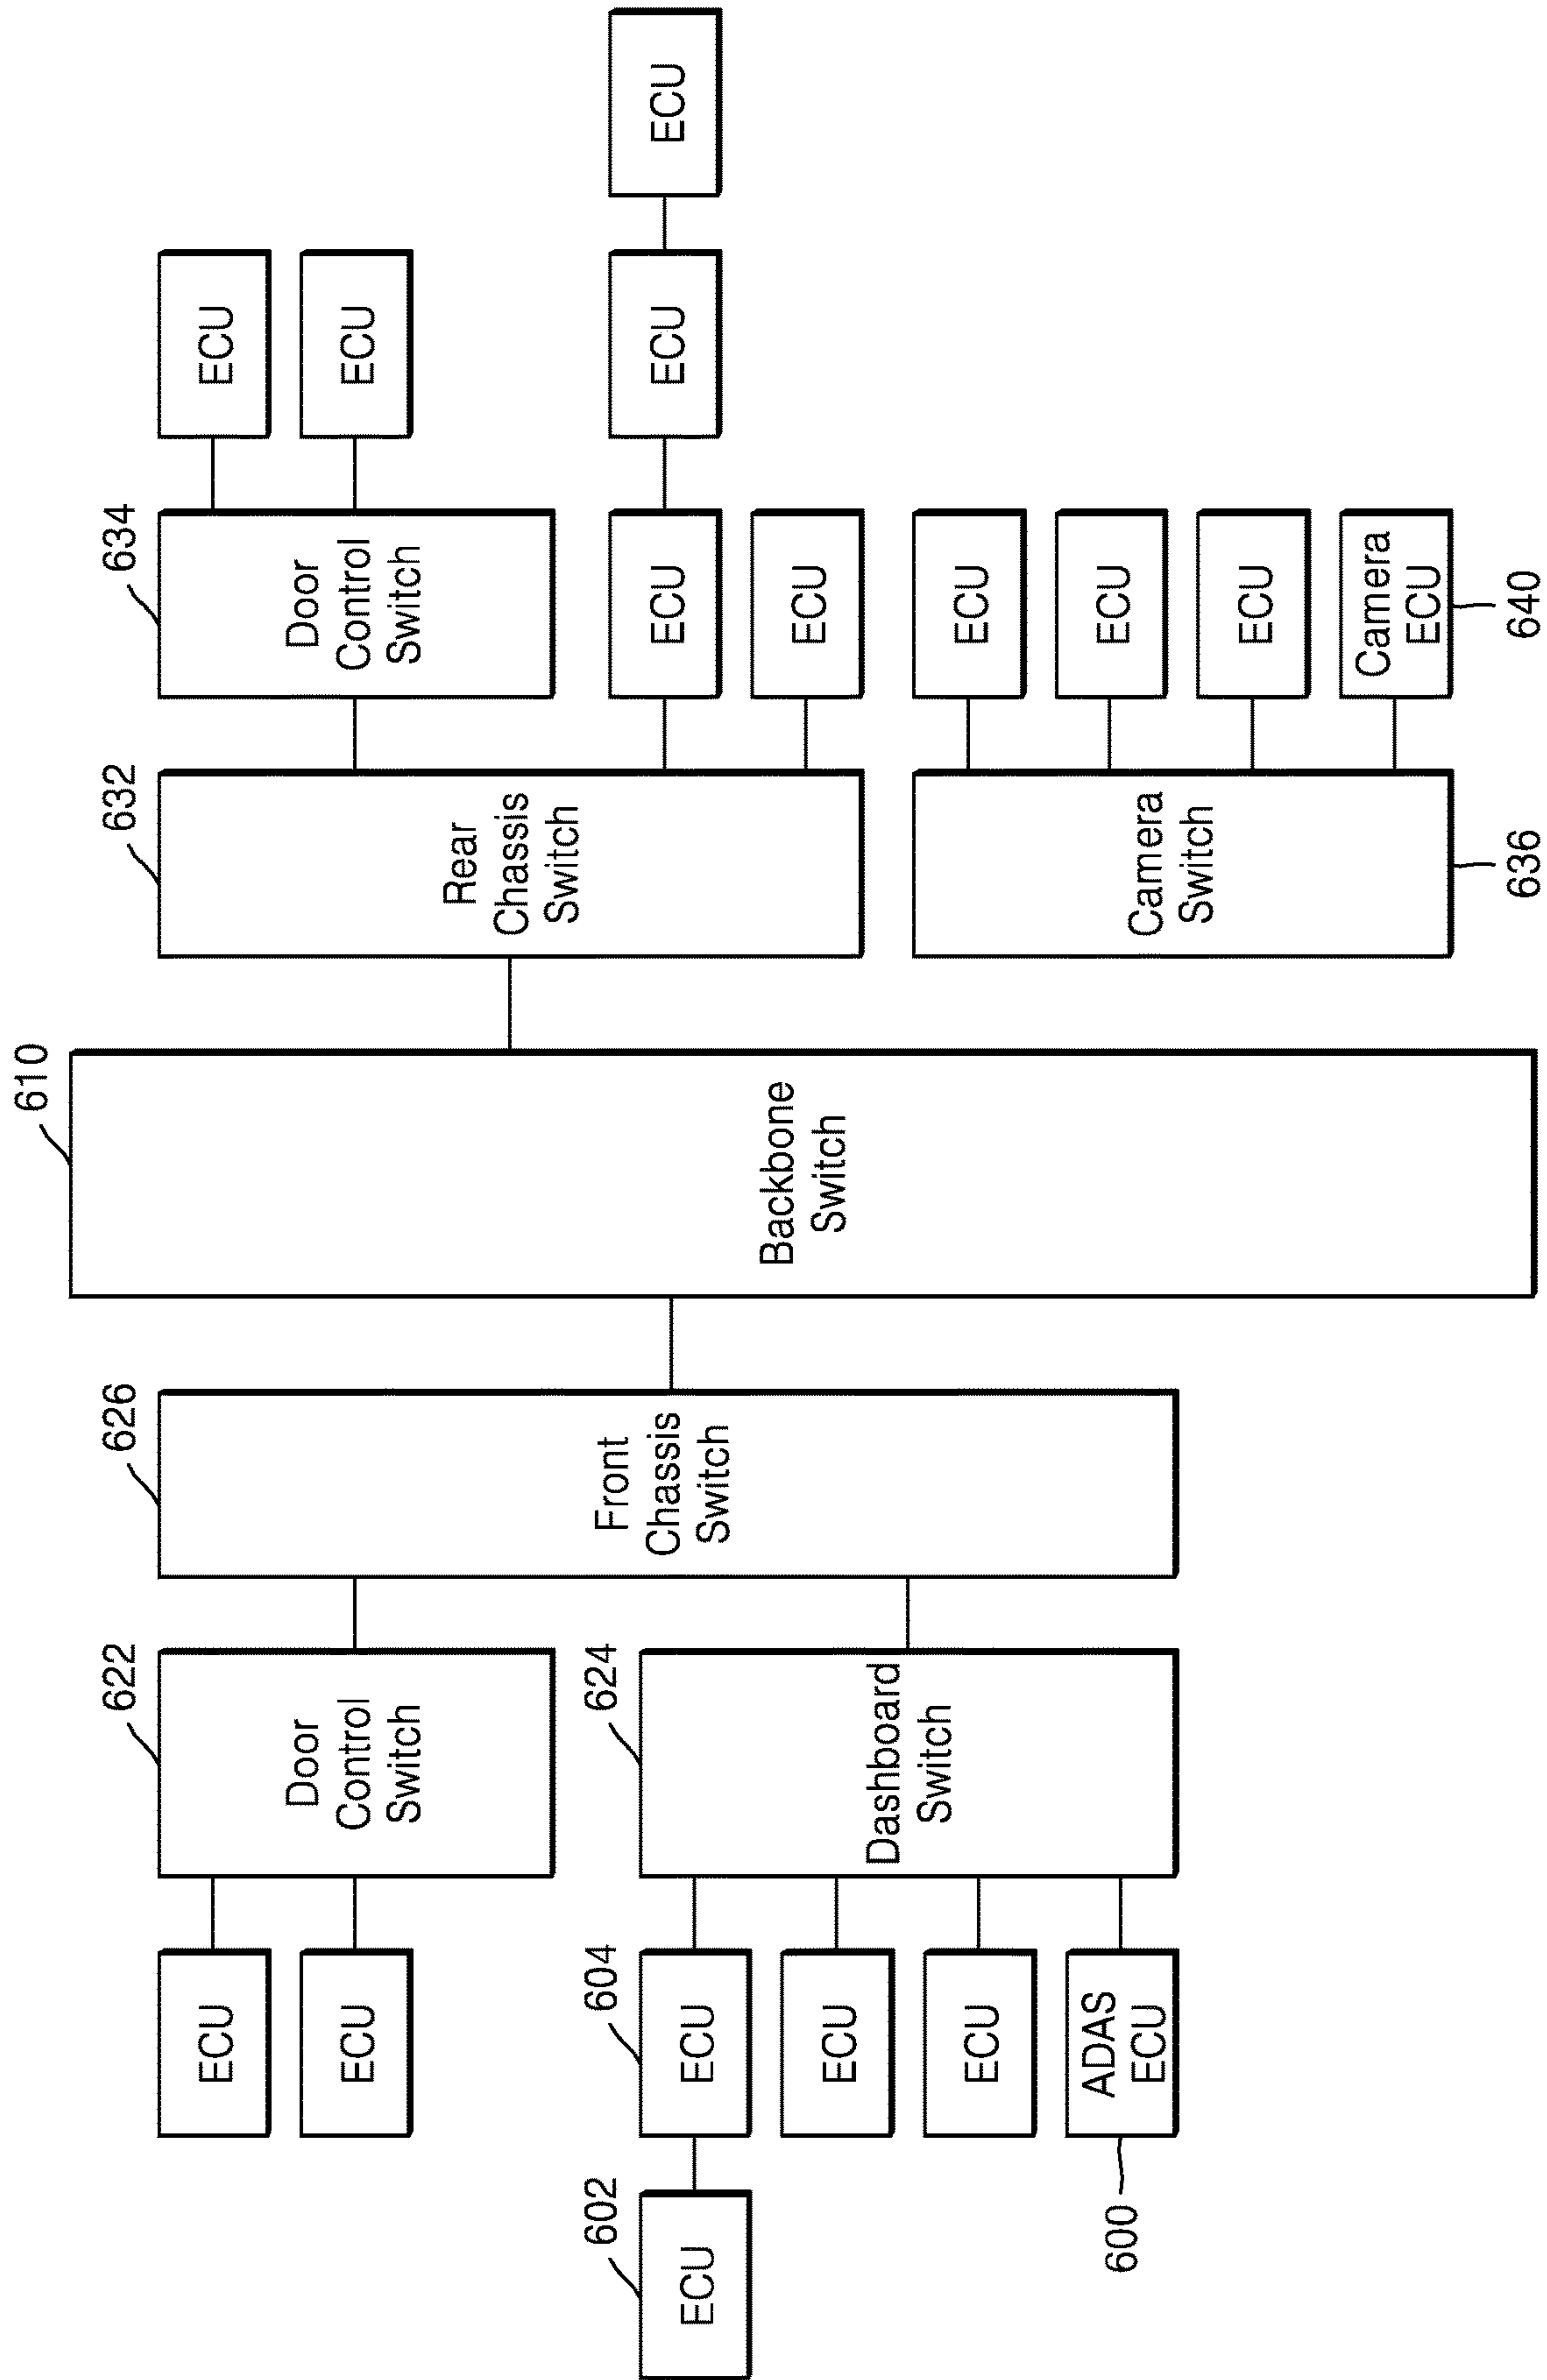 610
622
626
632
634
ECU
Door
Control
Switch
Door
Control
Switch
ECU
ECU
ECU
602
604
624
ECU
ECU
Front
Chassis
Switch
Rear
Chassis
Switch
ECU
ECU
ECU
ECU
Backbone
Switch
ECU
Dashboard
Switch
ECU
ECU
600
ADAS
ECU
ECU
Camera
Switch
ECU
Camera
ECU
636
640